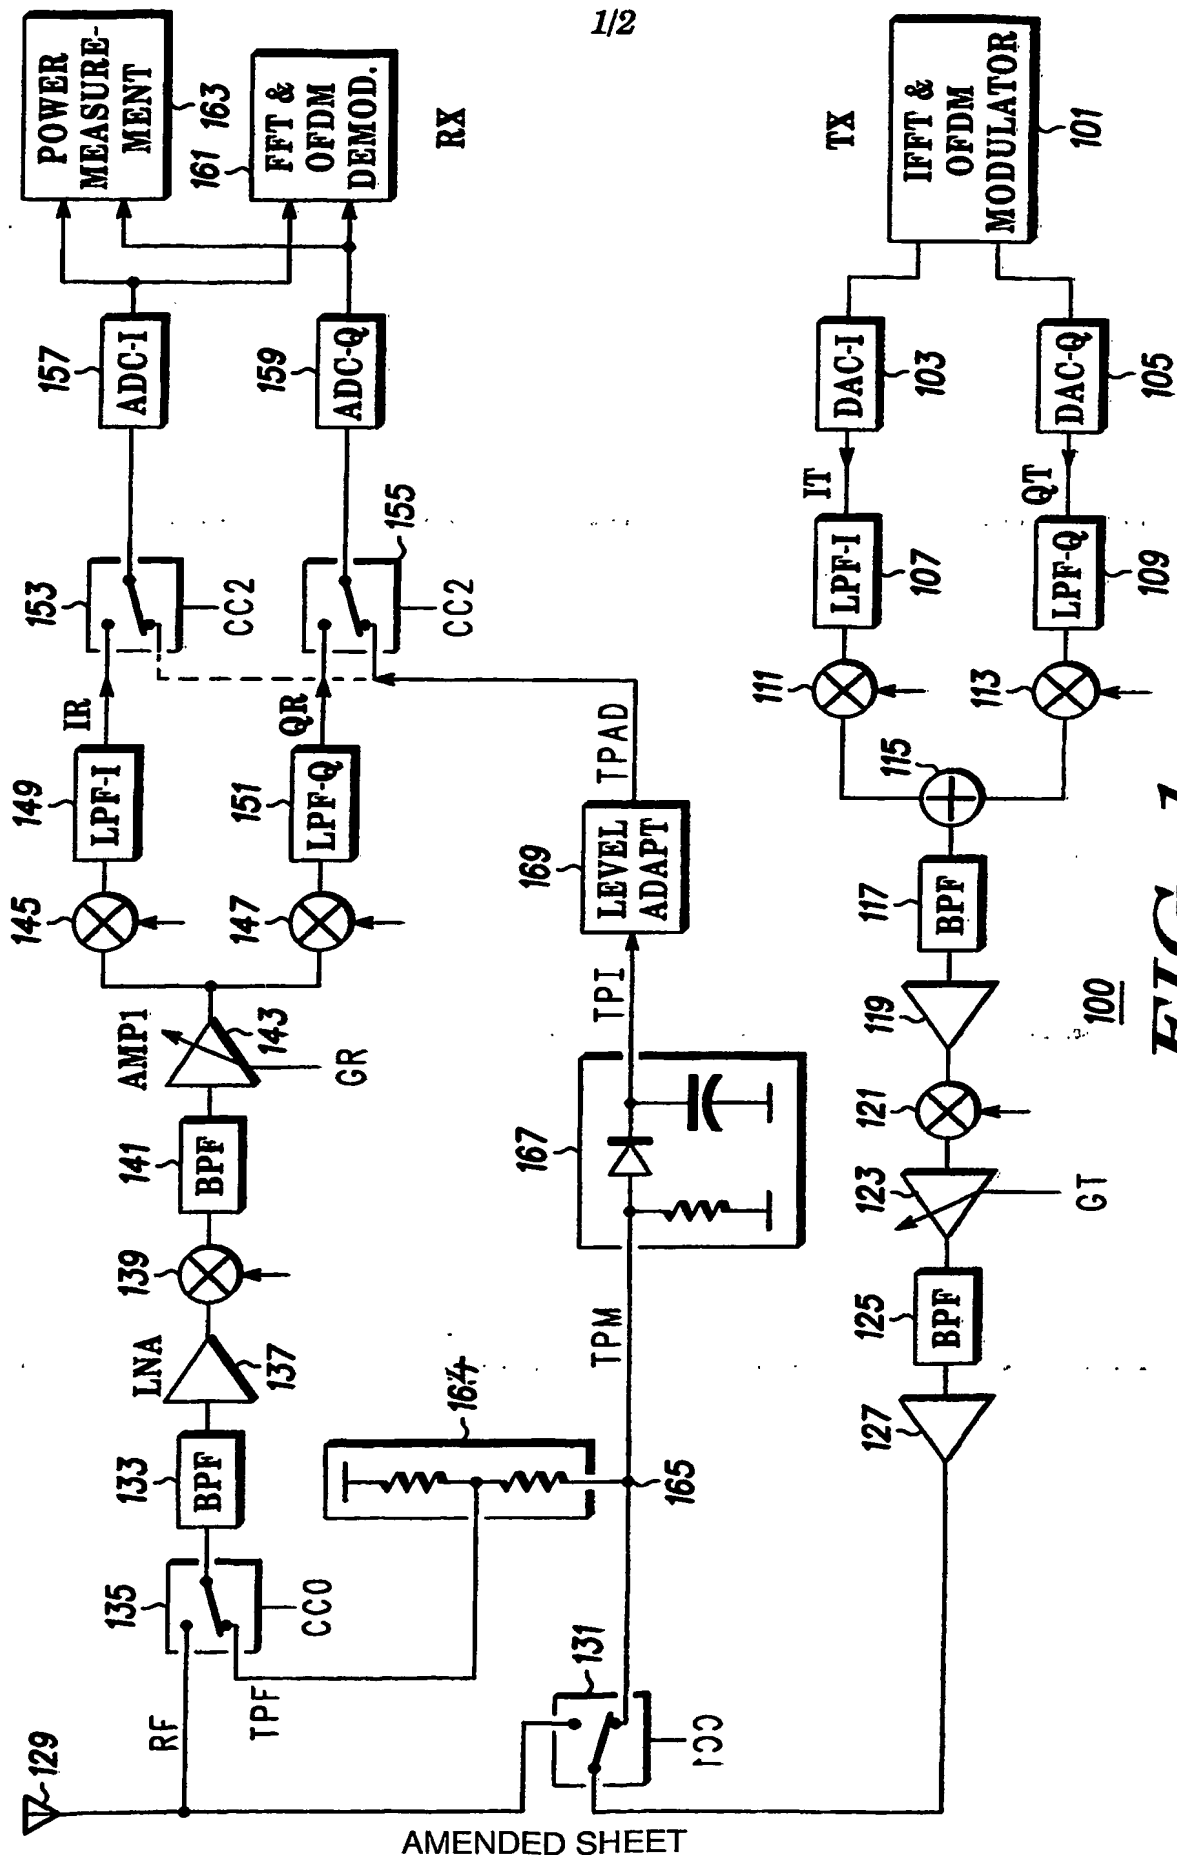 1/2
129
RF
TPF
135
CC0
133
BPF
LNA
137
139
141
BPF
AMP1
143
GR
145
147
149
LPF-I
151
LPF-Q
IR
QR
153
CC2
155
CC2
157
ADC-I
159
ADC-Q
POWER
MEASURE-
MENT
163
161
FFT &
OFDM
DEMOD.
RX
131
CC1
164
165
TPM
167
TPI
169
LEVEL
ADAPT
TPAD
TX
IFFT &
OFDM
MODULATOR
101
DAC-I
103
DAC-Q
105
IT
QT
LPF-I
107
LPF-Q
109
111
113
115
117
BPF
119
121
123
GT
125
BPF
127
100
FIG. 1
AMENDED SHEET